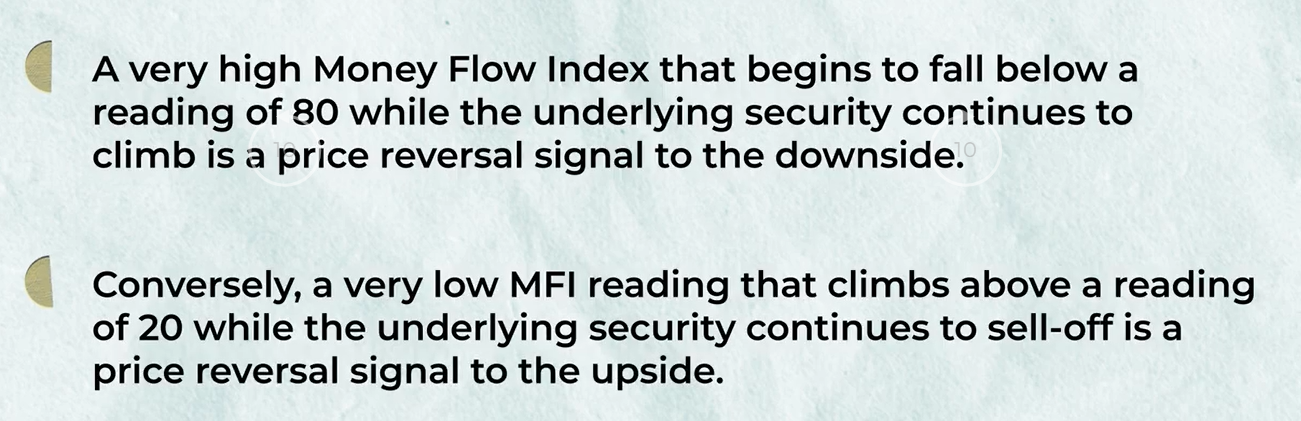 A very high Money Flow Index that begins to fall below a
reading of 80 while the underlying security continues to
climb is a price reversal signal to the downside.
10
10
Conversely, a very low MFI reading that climbs above a reading
of 20 while the underlying security continues to sell-off is a
price reversal signal to the upside.